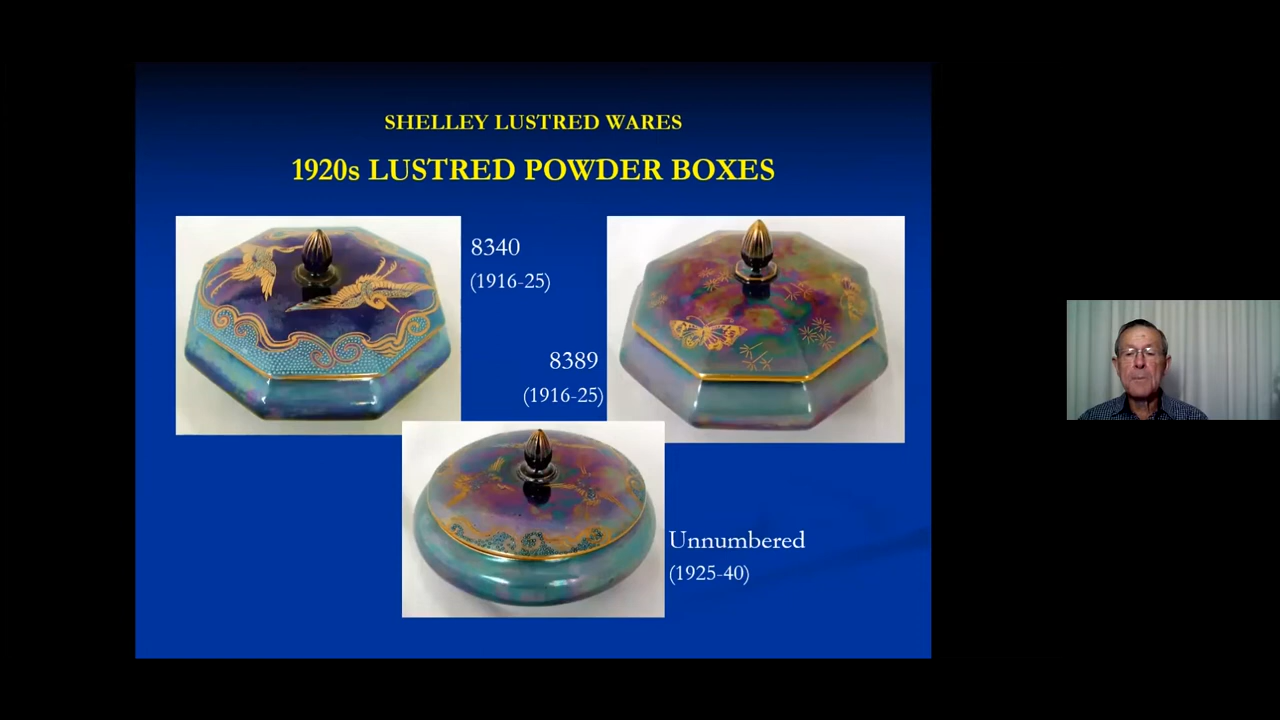 SHELLEY LUSTRED WARES
1920s LUSTRED POWDER BOXES
8340
(1916-25)
8389
(1916-25)
Unnumbered
(1925-40)